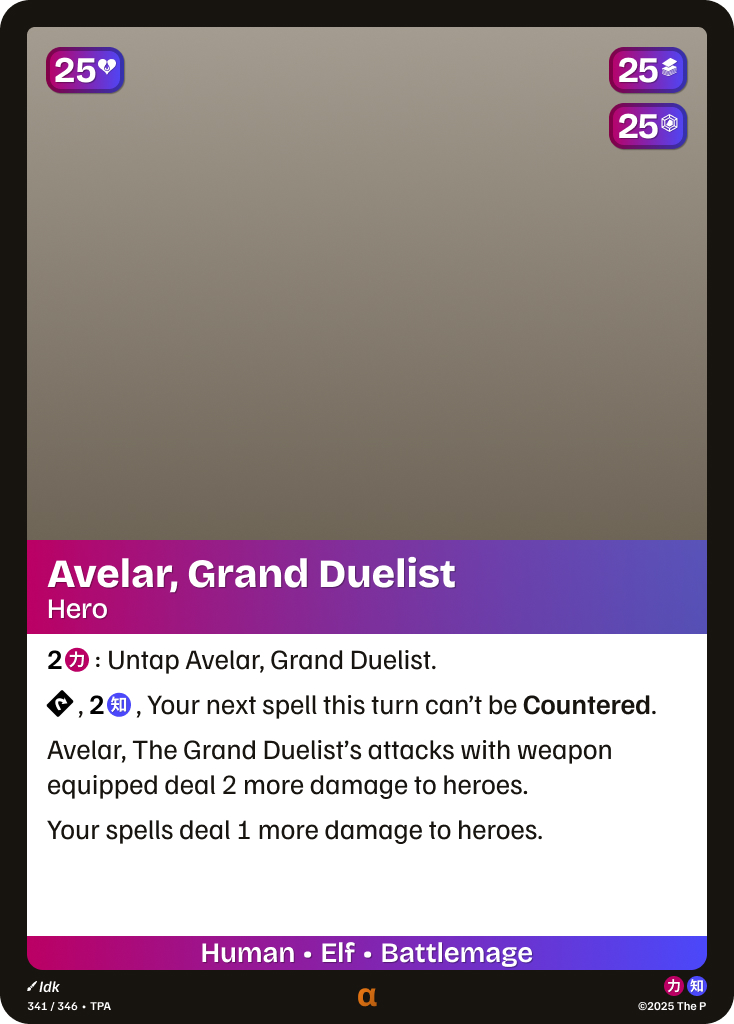 25
25
25
Avelar, Grand Duelist
Hero
2力: Untap Avelar, Grand Duelist.
, 2知, Your next spell this turn can’t be Countered.
Avelar, The Grand Duelist’s attacks with weapon
equipped deal 2 more damage to heroes.
Your spells deal 1 more damage to heroes.
Human • Elf • Battlemage
Idk
力 知
341 / 346 • TPA
α
©2025 The P